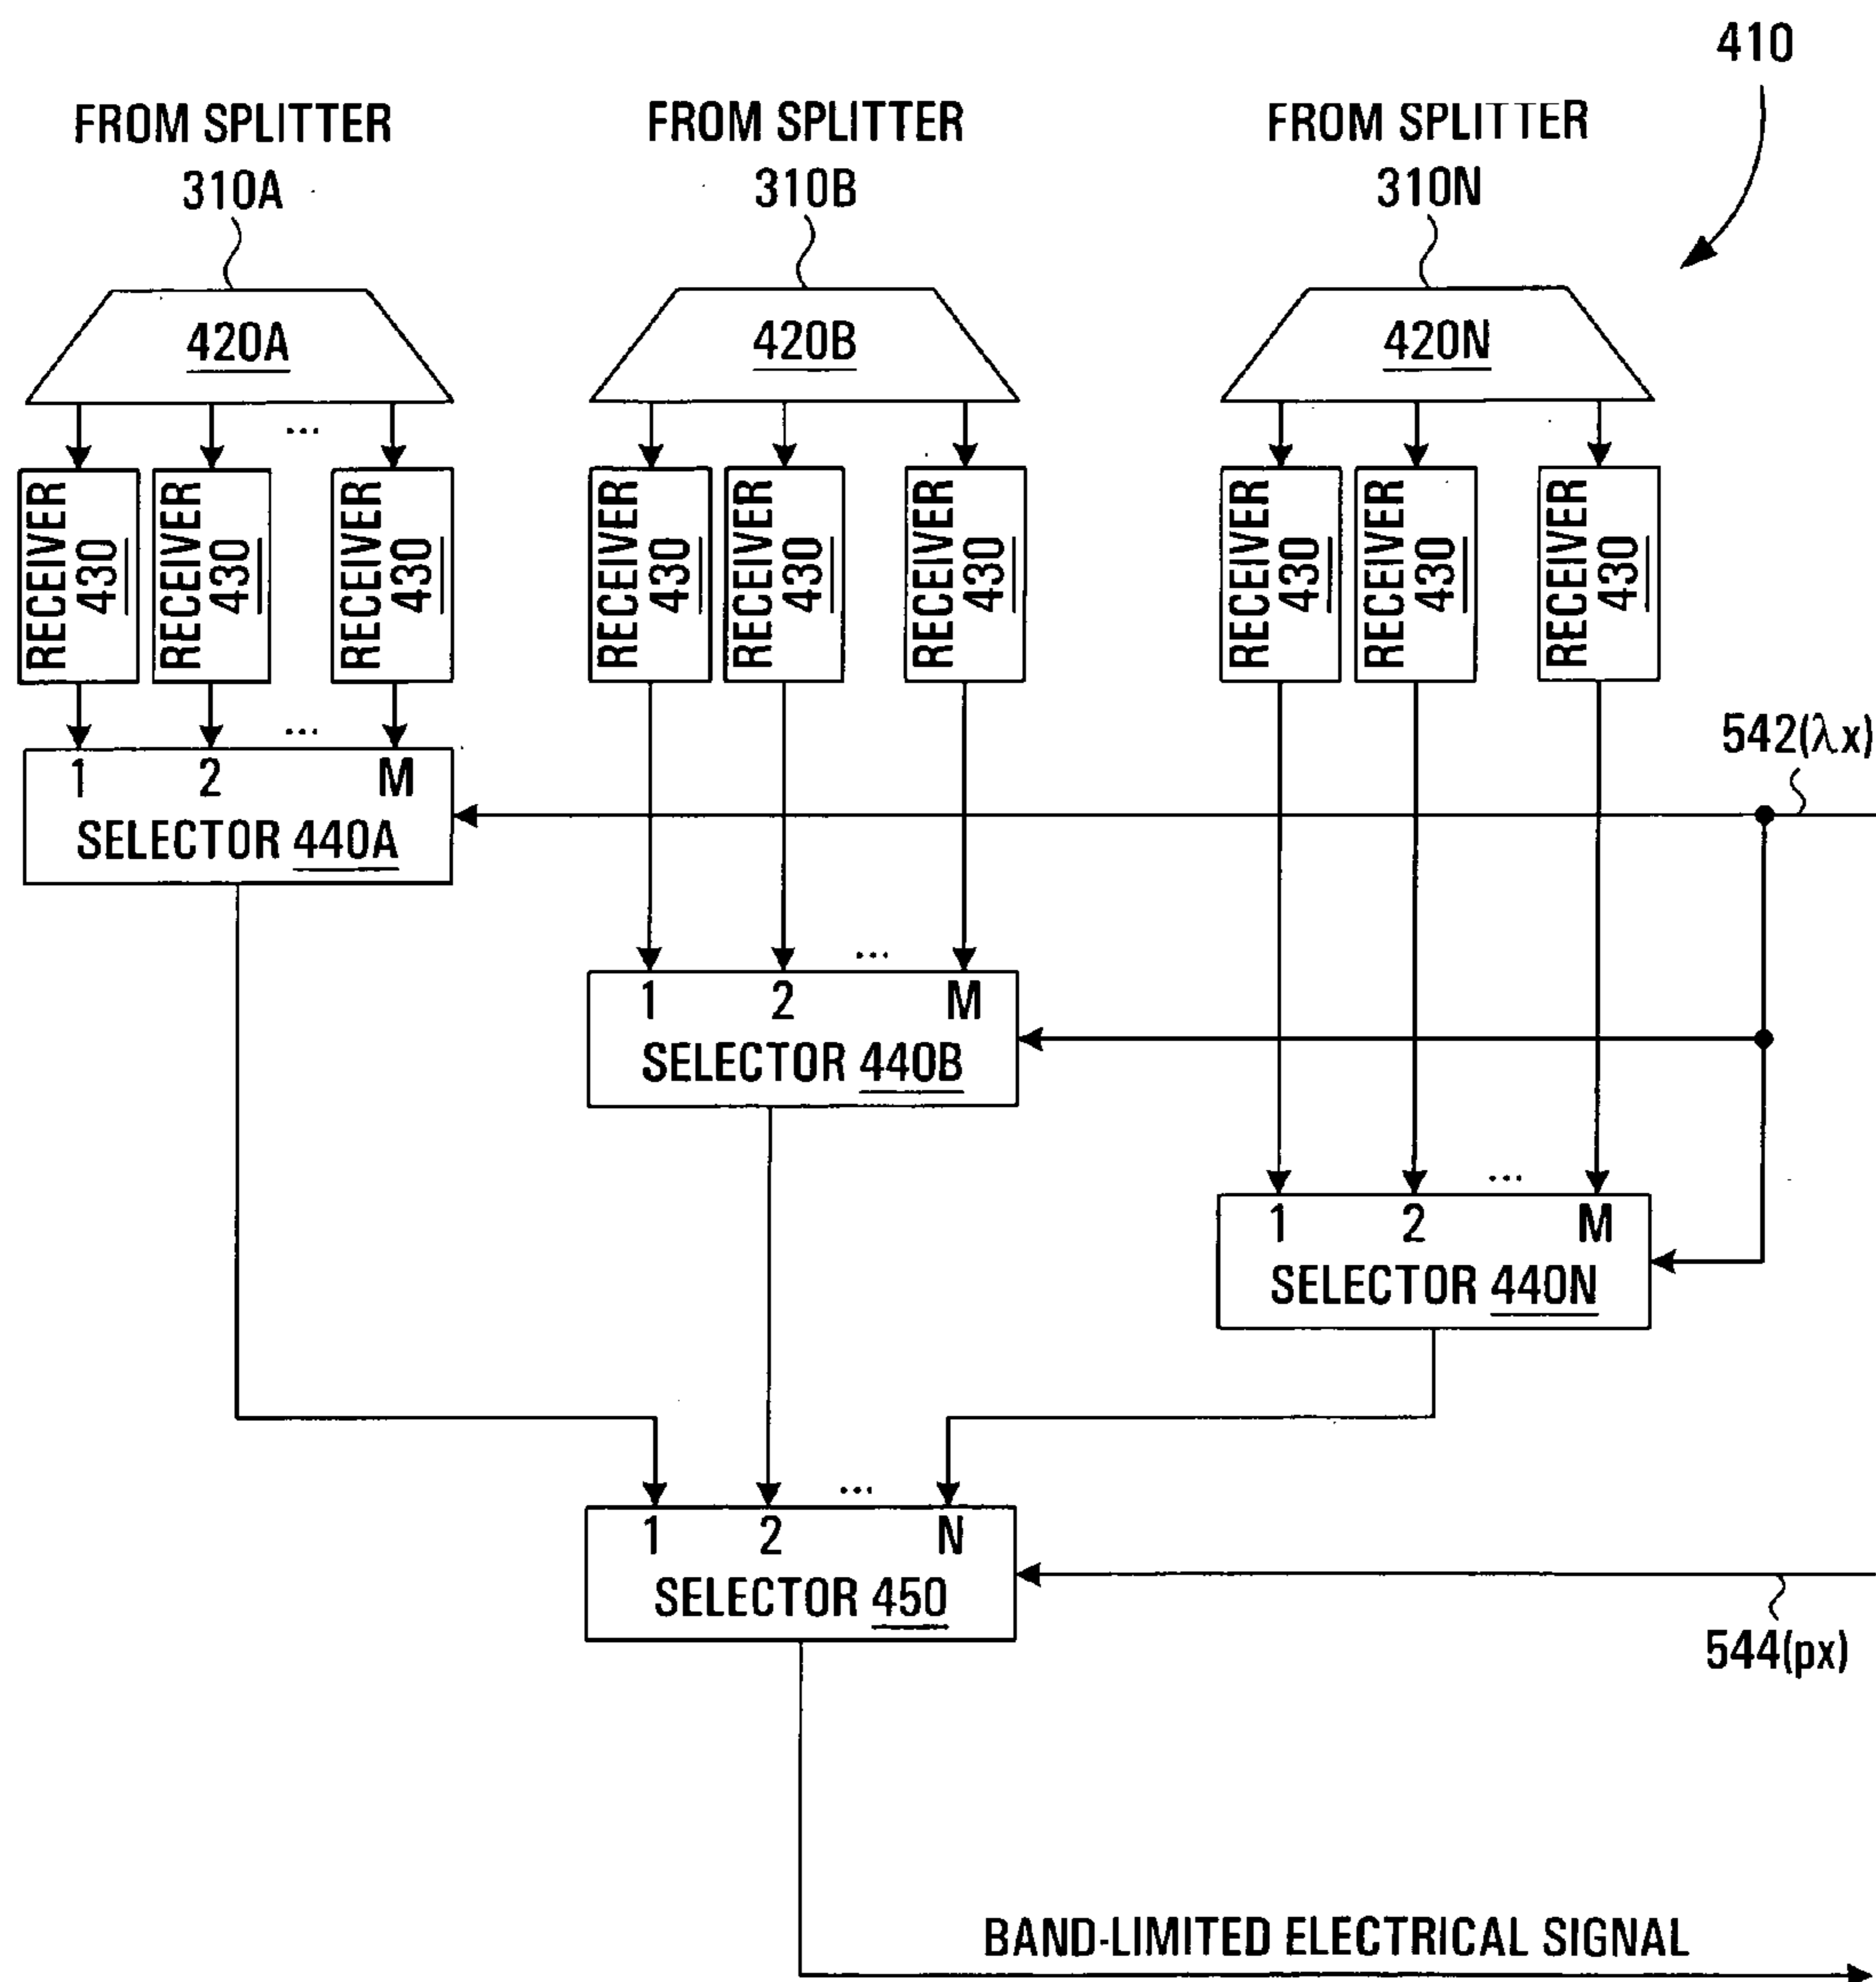 410
FROM SPLITTER
310A
FROM SPLITTER
310B
FROM SPLITTER
310N
420A
420B
420N
...
RECEIVER
430
RECEIVER
430
RECEIVER
430
RECEIVER
430
RECEIVER
430
RECEIVER
430
RECEIVER
430
RECEIVER
430
RECEIVER
430
542(λx)
...
1 2 M
SELECTOR 440A
...
1 2 M
SELECTOR 440B
...
1 2 M
SELECTOR 440N
...
1 2 N
SELECTOR 450
544(px)
BAND-LIMITED ELECTRICAL SIGNAL